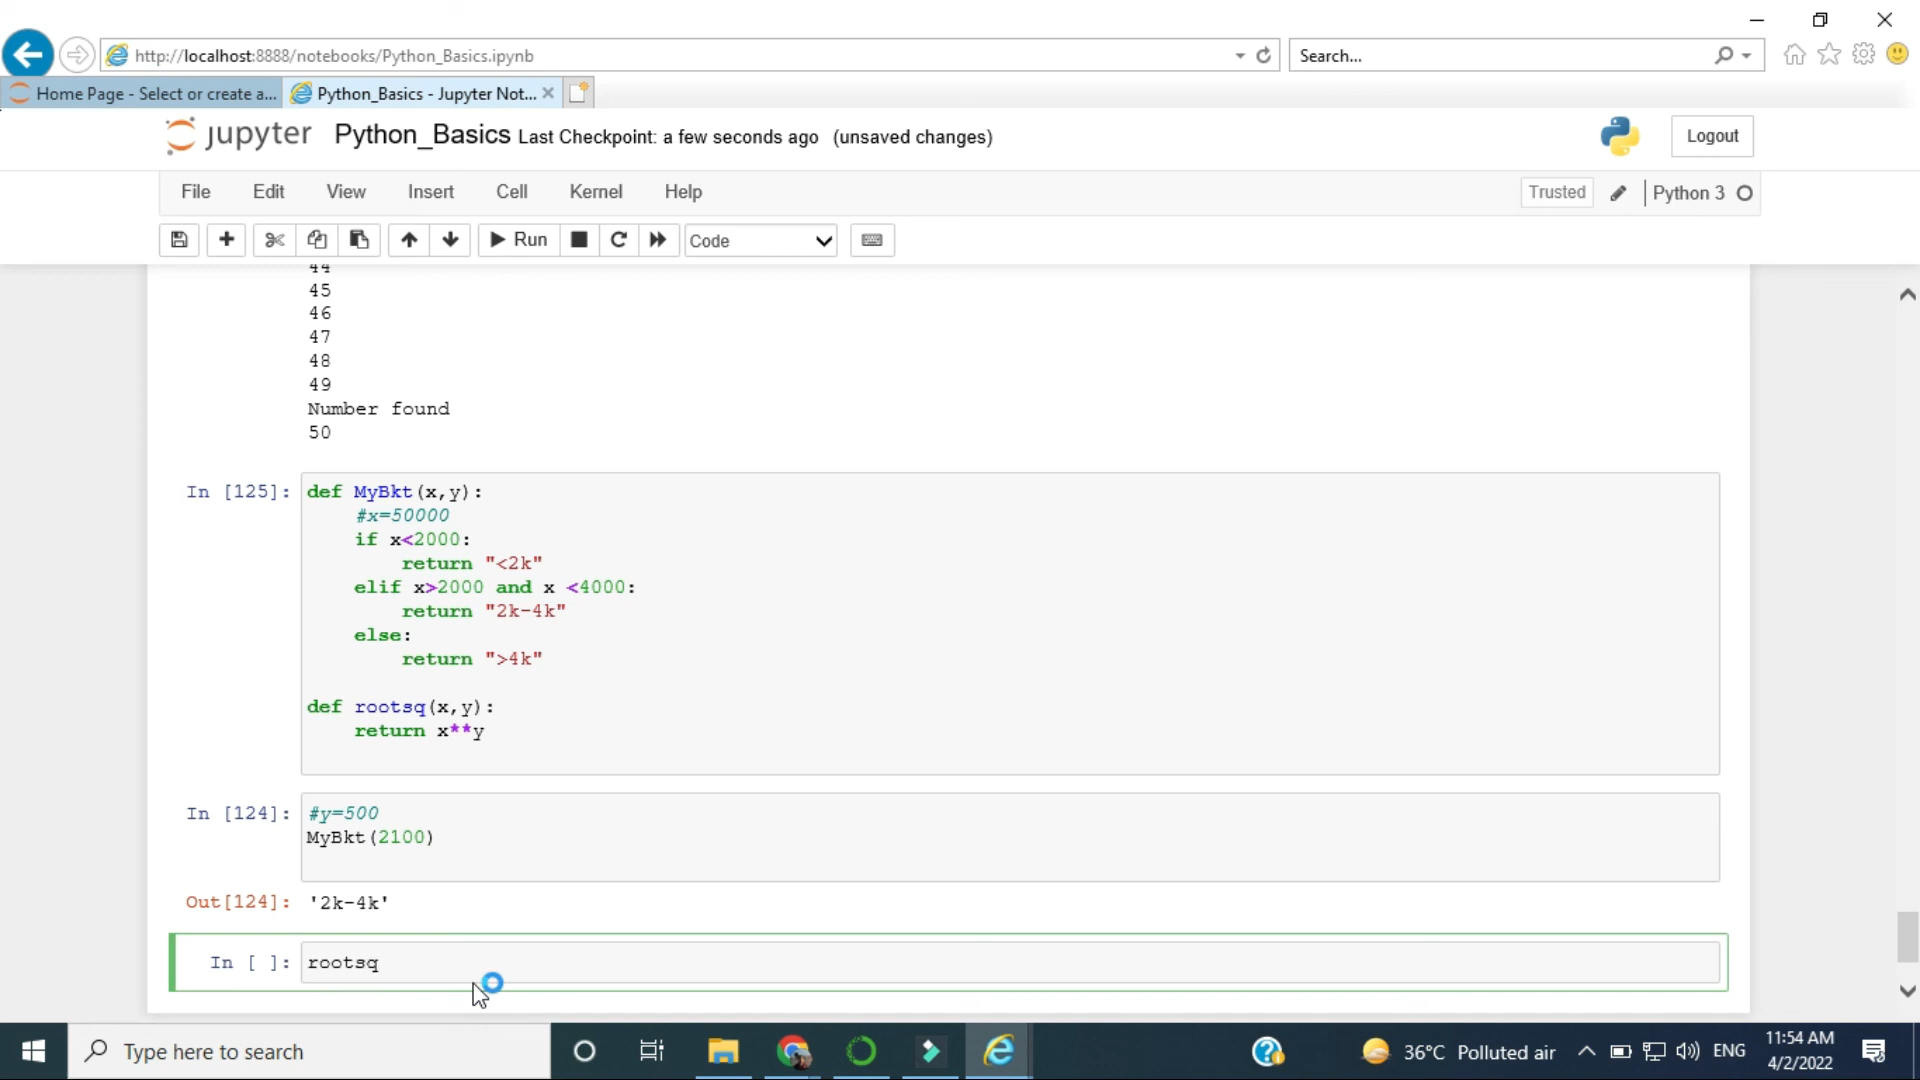 http://localhost:8888/notebooks/Python_Basics.ipynb
Search...
Home Page - Select or create a...
Python_Basics - Jupyter Not...
jupyter Python_Basics Last Checkpoint: a few seconds ago (unsaved changes)
Logout
File Edit View Insert Cell Kernel Help
Trusted
Python 3
Run
Code
44
45
46
47
48
49
Number found
50
In [125]: def MyBkt(x,y):
    #x=50000
    if x<2000:
        return "<2k"
    elif x>2000 and x <4000:
        return "2k-4k"
    else:
        return ">4k"
def rootsq(x,y):
    return x**y
In [124]: #y=500
MyBkt(2100)
Out[124]: '2k-4k'
In [ ]: rootsq
Type here to search
36°C Polluted air
ENG
11:54 AM
4/2/2022